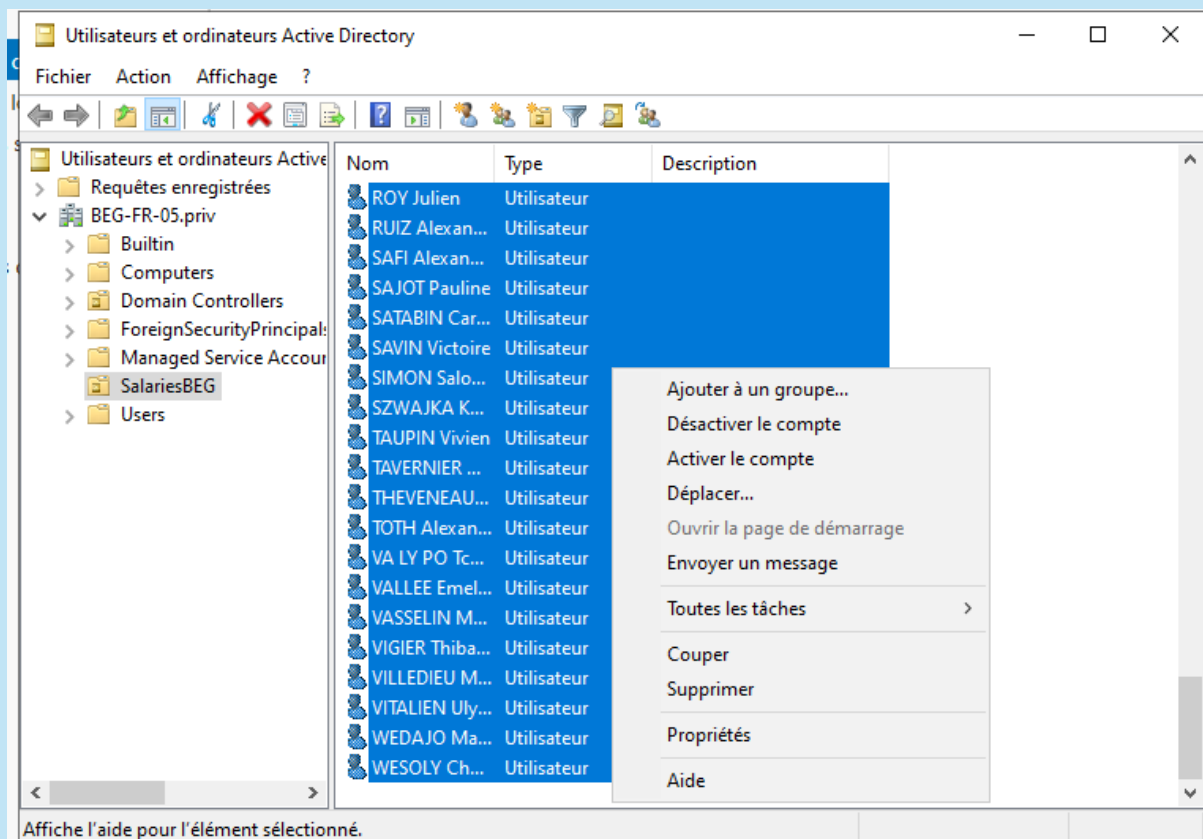 Utilisateurs et ordinateurs Active Directory
Fichier Action Affichage ?
Utilisateurs et ordinateurs Active
Requêtes enregistrées
BEG-FR-05.priv
Builtin
Computers
Domain Controllers
ForeignSecurityPrincipals
Managed Service Accour
SalariesBEG
Users
Nom Type Description
ROY Julien Utilisateur
RUIZ Alexan... Utilisateur
SAFI Alexan... Utilisateur
SAJOT Pauline Utilisateur
SATABIN Car... Utilisateur
SAVIN Victoire Utilisateur
SIMON Salo... Utilisateur
SZWAJKA K... Utilisateur
TAUPIN Vivien Utilisateur
TAVERNIER ... Utilisateur
THEVENEAU... Utilisateur
TOTH Alexan... Utilisateur
VA LY PO Tc... Utilisateur
VALLEE Emel... Utilisateur
VASSELIN M... Utilisateur
VIGIER Thiba... Utilisateur
VILLEDIEU M... Utilisateur
VITALIEN Uly... Utilisateur
WEDAJO Ma... Utilisateur
WESOLY Ch... Utilisateur
Ajouter à un groupe...
Désactiver le compte
Activer le compte
Déplacer...
Ouvrir la page de démarrage
Envoyer un message
Toutes les tâches
Couper
Supprimer
Propriétés
Aide
Affiche l'aide pour l'élément sélectionné.